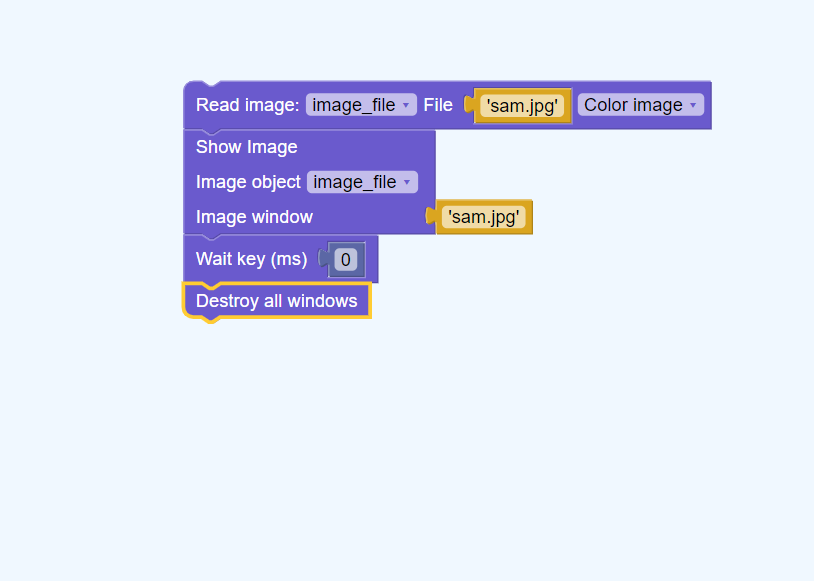 Read image: image_file File 'sam.jpg' Color image
Show Image
Image object image_file
Image window 'sam.jpg'
Wait key (ms) 0
Destroy all windows